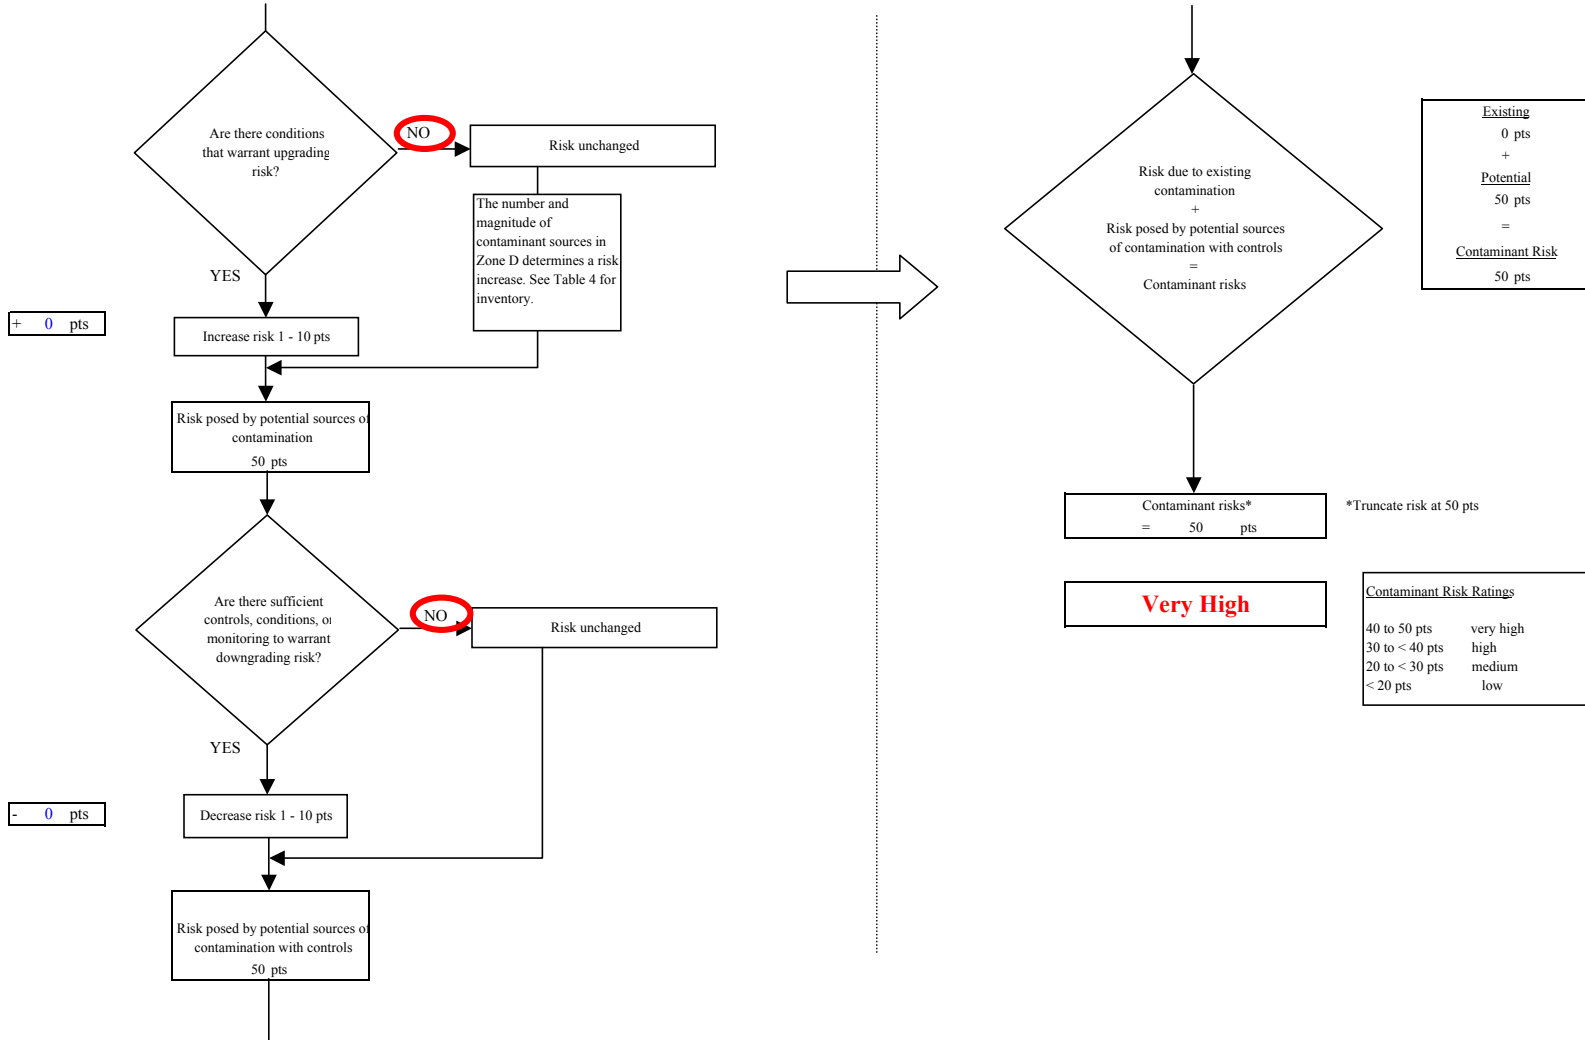 Are there conditions
that warrant upgrading
risk?
NO
Risk unchanged
The number and
magnitude of
contaminant sources in
Zone D determines a risk
increase. See Table 4 for
inventory.
YES
+ 0 pts
Increase risk 1 - 10 pts
Risk posed by potential sources of
contamination
50 pts
Are there sufficient
controls, conditions, or
monitoring to warrant
downgrading risk?
NO
Risk unchanged
YES
- 0 pts
Decrease risk 1 - 10 pts
Risk posed by potential sources of
contamination with controls
50 pts
Risk due to existing
contamination
+
Risk posed by potential sources
of contamination with controls
=
Contaminant risks
Existing
0 pts
+
Potential
50 pts
=
Contaminant Risk
50 pts
Contaminant risks*
= 50 pts
*Truncate risk at 50 pts
Very High
Contaminant Risk Ratings
40 to 50 pts very high
30 to < 40 pts high
20 to < 30 pts medium
< 20 pts low